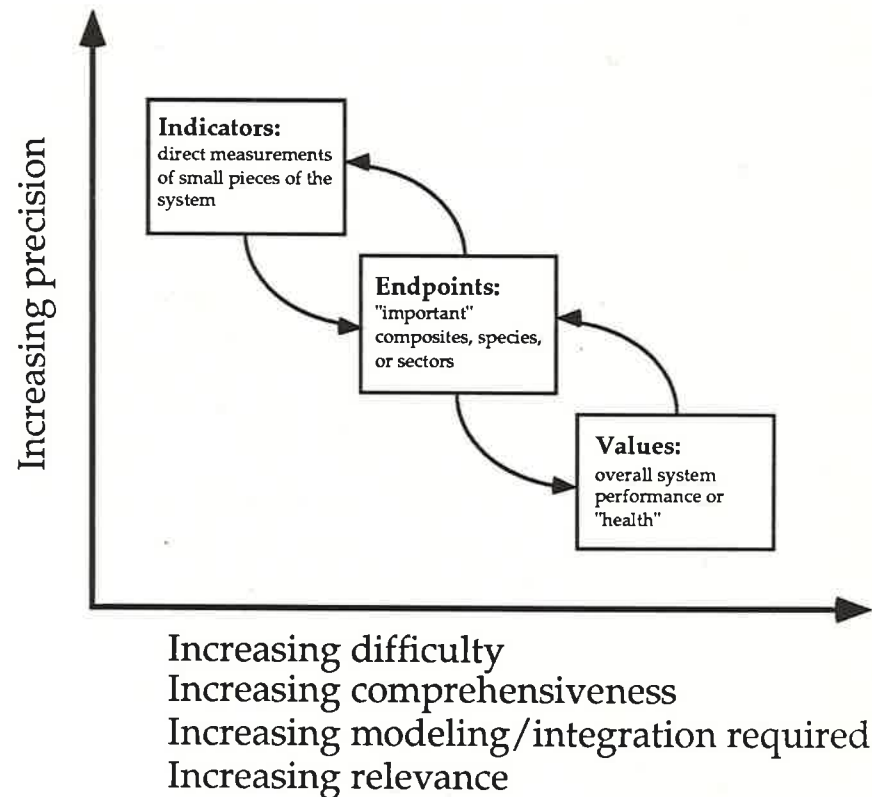 Increasing precision
Indicators:
direct measurements
of small pieces of the
system
Endpoints:
"important"
composites, species,
or sectors
Values:
overall system
performance or
"health"
Increasing difficulty
Increasing comprehensiveness
Increasing modeling/integration required
Increasing relevance